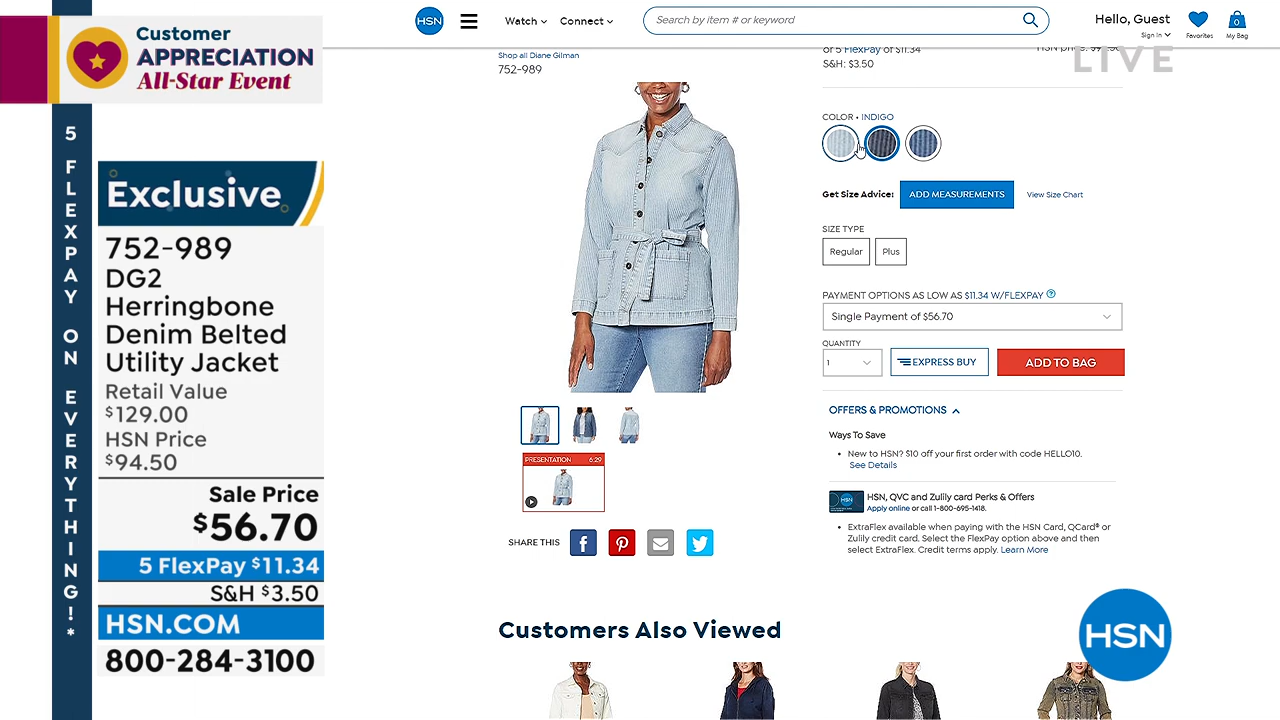 Customer
APPRECIATION
All-Star Event
5 FLEXPAY ON EVERYTHING!*
Exclusive
752-989
DG2
Herringbone
Denim Belted
Utility Jacket
Retail Value
$129.00
HSN Price
$94.50
Sale Price
$56.70
5 FlexPay $11.34
S&H $3.50
HSN.COM
800-284-3100
HSN
Watch
Connect
Search by item # or keyword
Hello, Guest
Sign In
Favorites
0
My Bag
LIVE
Shop all Diane Gilman
752-989
or 5 FlexPay of $11.34
S&H: $3.50
COLOR • INDIGO
Get Size Advice:
ADD MEASUREMENTS
View Size Chart
SIZE TYPE
Regular
Plus
PAYMENT OPTIONS AS LOW AS $11.34 W/FLEXPAY
Single Payment of $56.70
QUANTITY
1
EXPRESS BUY
ADD TO BAG
OFFERS & PROMOTIONS
Ways To Save
• New to HSN? $10 off your first order with code HELLO10.
See Details
HSN
HSN, QVC and Zulily card Perks & Offers
Apply online or call 1-800-695-1418.
• ExtraFlex available when paying with the HSN Card, QCard® or
Zulily credit card. Select the FlexPay option above and then
select ExtraFlex. Credit terms apply. Learn More
PRESENTATION 6:29
SHARE THIS
Customers Also Viewed
HSN